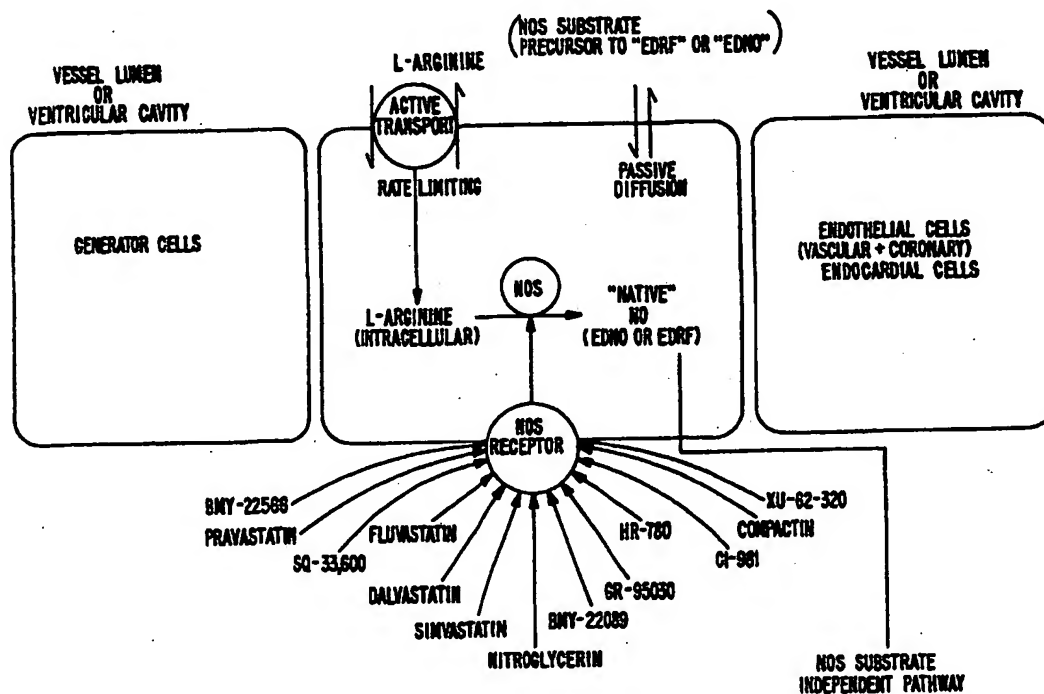 (NOS SUBSTRATE
PRECURSOR TO "EDRF" OR "EDNO")
L-ARGININE
VESSEL LUMEN
OR
VENTRICULAR CAVITY
VESSEL LUMEN
OR
VENTRICULAR CAVITY
ACTIVE
TRANSPORT
RATE LIMITING
PASSIVE
DIFFUSION
GENERATOR CELLS
ENDOTHELIAL CELLS
(VASCULAR + CORONARY)
ENDOCARDIAL CELLS
NOS
L-ARGININE
(INTRACELLULAR)
"NATIVE"
NO
(EDNO OR EDRF)
NOS
RECEPTOR
BMY-22566
PRAVASTATIN
SQ-33,600
FLUVASTATIN
DALVASTATIN
SIMVASTATIN
NITROGLYCERIN
BMY-22089
GR-95030
HR-780
CI-981
COMPACTIN
XU-62-320
NOS SUBSTRATE
INDEPENDENT PATHWAY